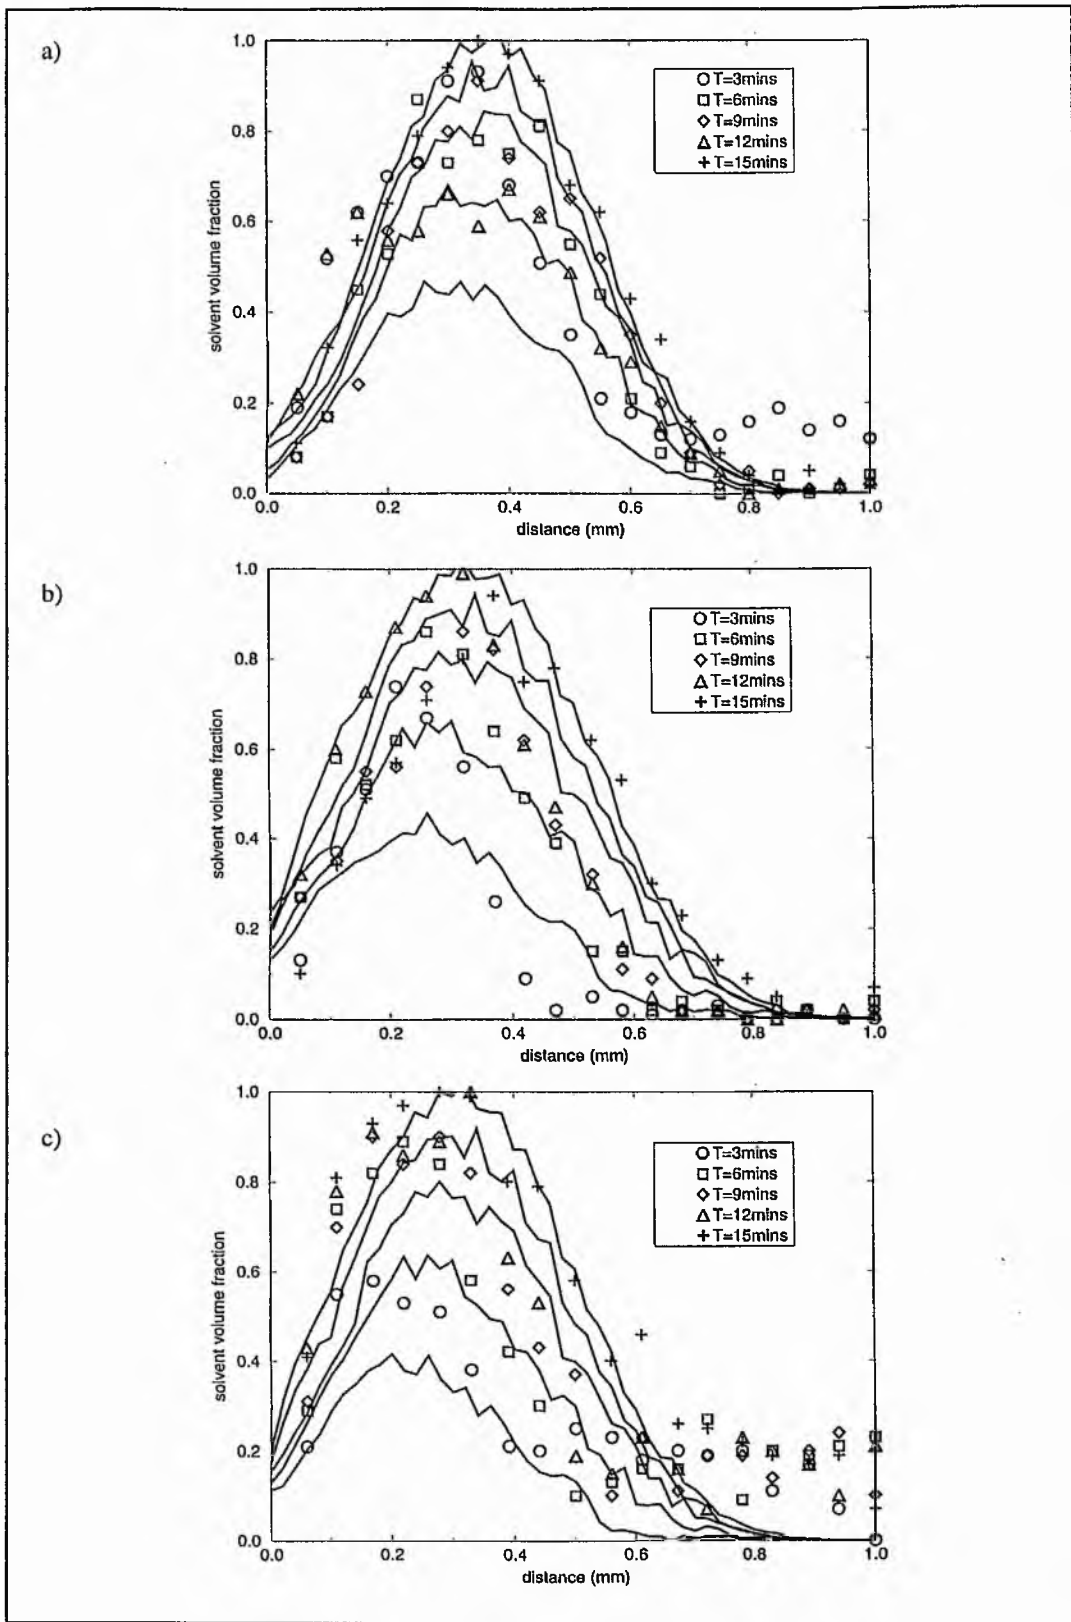 a)
solvent volume fraction
1.0
0.8
0.6
0.4
0.2
0.0
0.0 0.2 0.4 0.6 0.8 1.0
distance (mm)
T=3mins
T=6mins
T=9mins
T=12mins
T=15mins
b)
solvent volume fraction
1.0
0.8
0.6
0.4
0.2
0.0
0.0 0.2 0.4 0.6 0.8 1.0
distance (mm)
T=3mins
T=6mins
T=9mins
T=12mins
T=15mins
c)
solvent volume fraction
1.0
0.8
0.6
0.4
0.2
0.0
0.0 0.2 0.4 0.6 0.8 1.0
distance (mm)
T=3mins
T=6mins
T=9mins
T=12mins
T=15mins